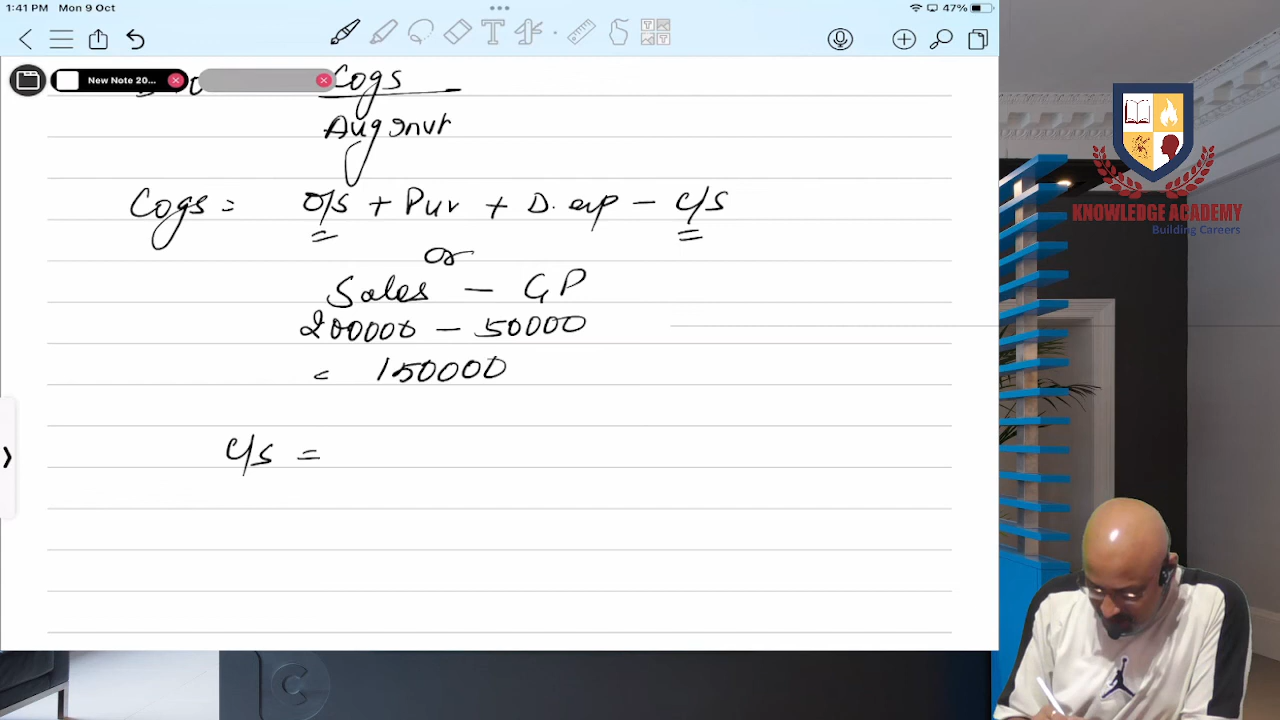 1:41 PM Mon 9 Oct
47%
New Note 20...
Cogs
Avg Invt
Cogs = O/S + Pur + D. exp - C/S
or
Sales - GP
200000 - 50000
= 150000
C/S =
KNOWLEDGE ACADEMY
Building Careers